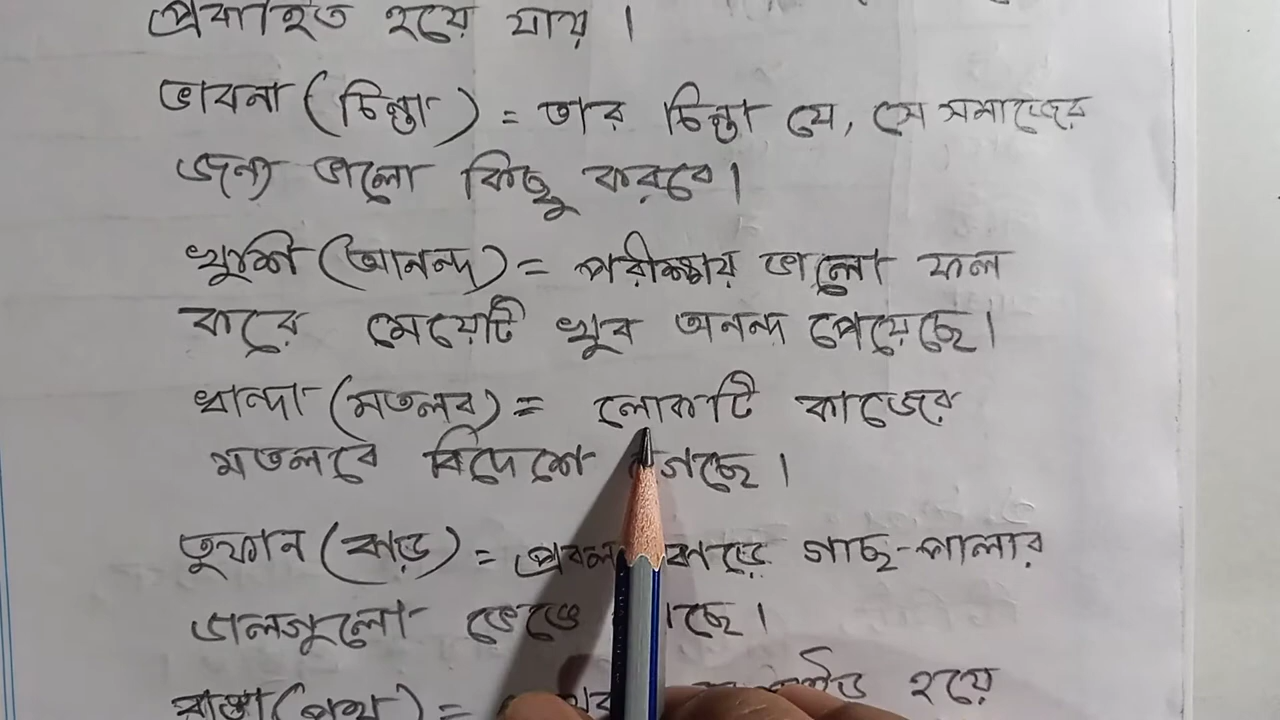 প্রবাহিত হয়ে যায়।
ভাবনা (চিন্তা) = তার চিন্তা যে, সে সমাজের
জন্য ভালো কিছু করবে।
খুশি (আনন্দ) = পরীক্ষায় ভালো ফল
করে মেয়েটি খুব অনন্দ পেয়েছে।
ধান্দা (মতলব) = লোকটি কাজের
মতলবে বিদেশে গেছে।
তুফান (ঝড়) = প্রবল ঝড়ে গাছ-পালার
ডালগুলো ভেঙে
রাস্তা (পথ) = হয়ে